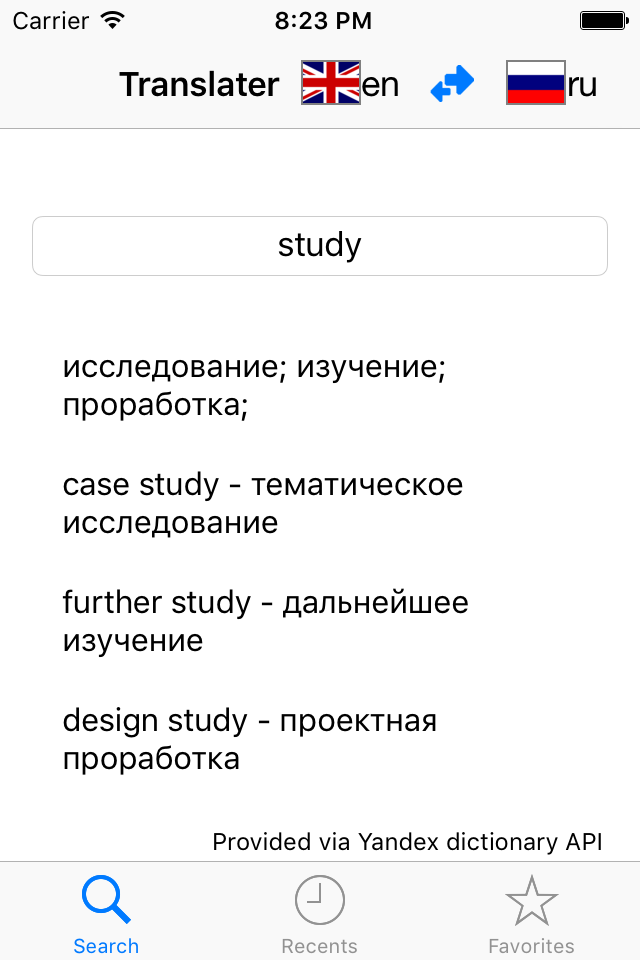 Carrier 8:23 PM
Translater en ru
study
исследование; изучение;
проработка;
case study - тематическое
исследование
further study - дальнейшее
изучение
design study - проектная
проработка
Provided via Yandex dictionary API
Search Recents Favorites